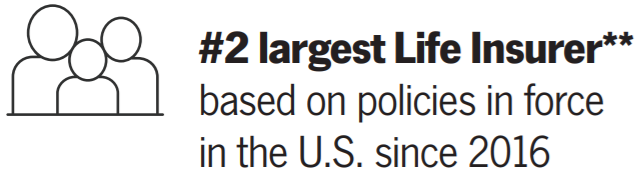 #2 largest Life Insurer**
based on policies in force
in the U.S. since 2016